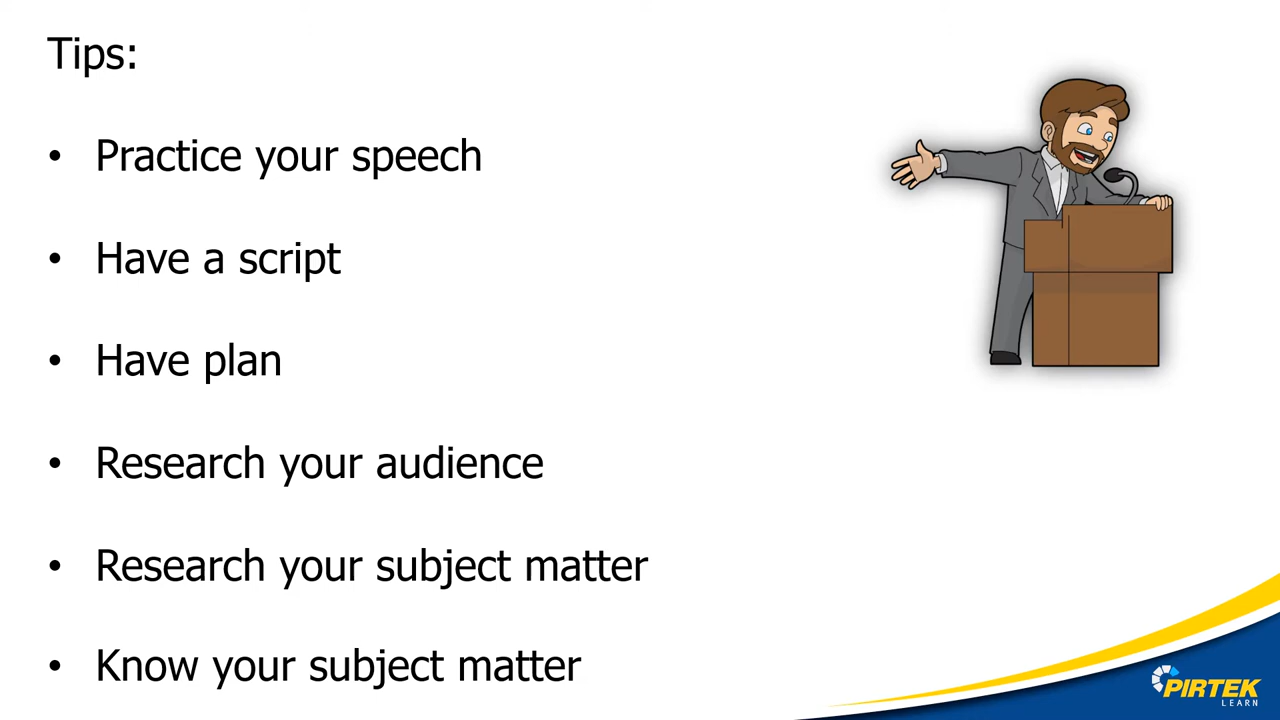 Tips:
• Practice your speech
• Have a script
• Have plan
• Research your audience
• Research your subject matter
• Know your subject matter
PIRTEK
LEARN